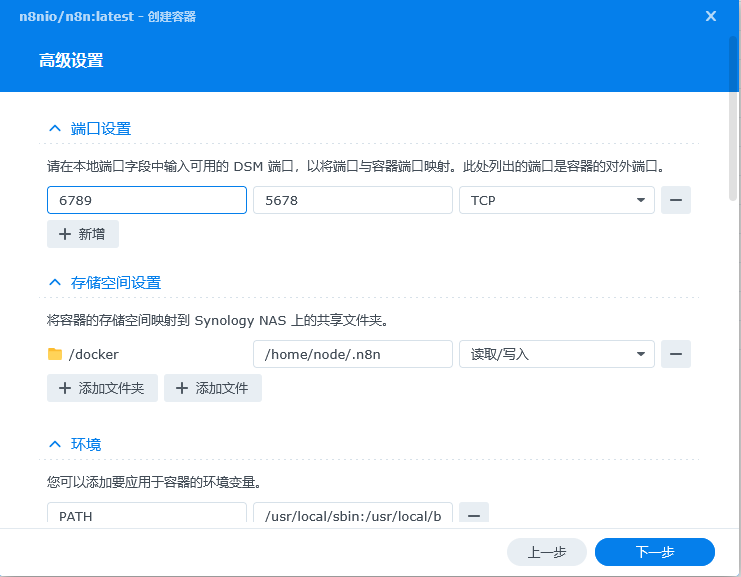 n8nio/n8n:latest - 创建容器
高级设置
端口设置
请在本地端口字段中输入可用的 DSM 端口，以将端口与容器端口映射。此处列出的端口是容器的对外端口。
6789 5678 TCP
新增
存储空间设置
将容器的存储空间映射到 Synology NAS 上的共享文件夹。
/docker /home/node/.n8n 读取/写入
添加文件夹 添加文件
环境
您可以添加要应用于容器的环境变量。
PATH /usr/local/sbin:/usr/local/b
上一步 下一步